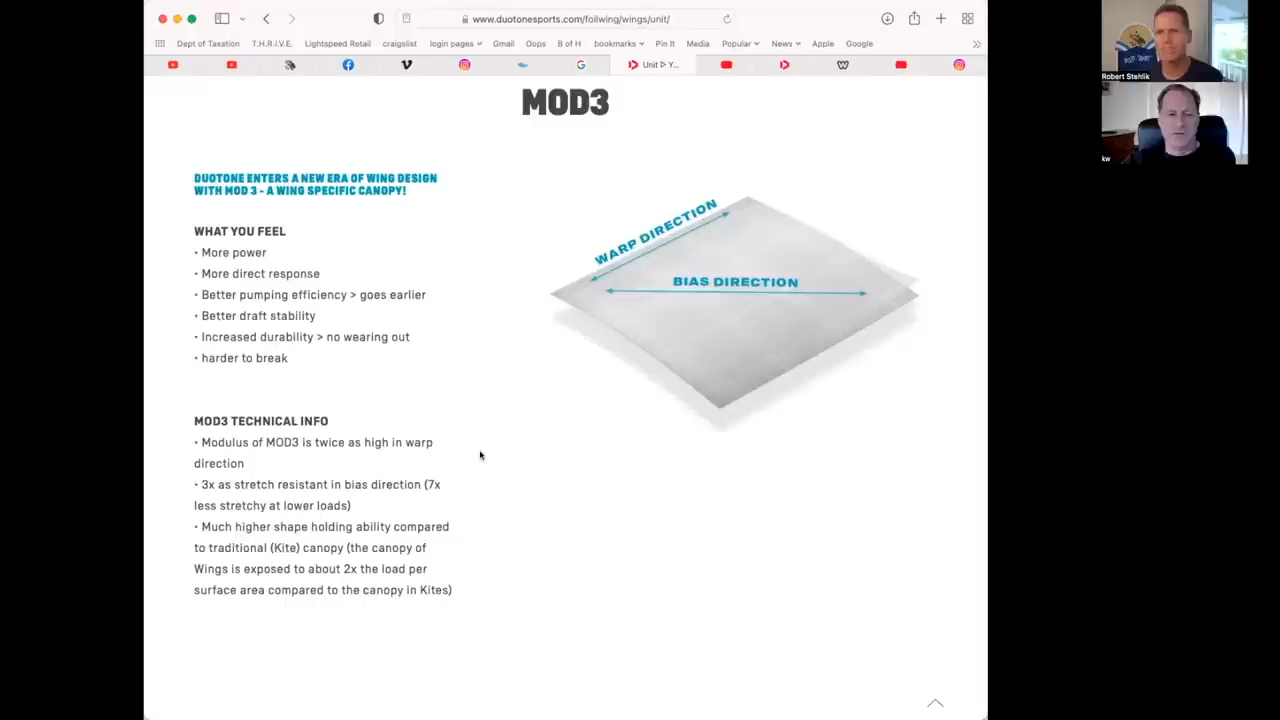 www.duotonesports.com/foilwing/wings/unit/
Dept of Taxation T.H.R.I.V.E. Lightspeed Retail craigslist login pages Gmail Oops B of H bookmarks Pin It Media Popular News Apple Google
Unit ᐅ Y...
MOD3
DUOTONE ENTERS A NEW ERA OF WING DESIGN
WITH MOD 3 - A WING SPECIFIC CANOPY!
WHAT YOU FEEL
• More power
• More direct response
• Better pumping efficiency > goes earlier
• Better draft stability
• Increased durability > no wearing out
• harder to break
WARP DIRECTION
BIAS DIRECTION
MOD3 TECHNICAL INFO
• Modulus of MOD3 is twice as high in warp
direction
• 3x as stretch resistant in bias direction (7x
less stretchy at lower loads)
• Much higher shape holding ability compared
to traditional (Kite) canopy (the canopy of
Wings is exposed to about 2x the load per
surface area compared to the canopy in Kites)
Robert Stehlik
kw